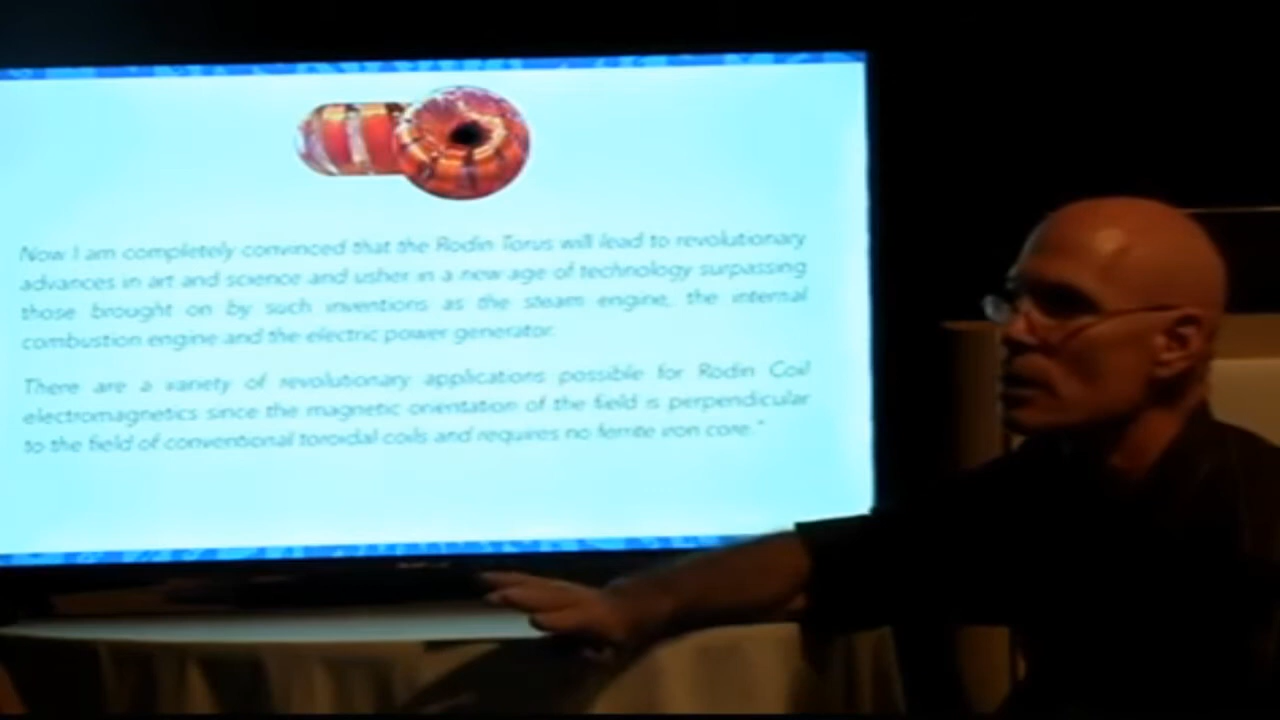 Now I am completely convinced that the Rodin Torus will lead to revolutionary
advances in art and science and usher in a new age of technology surpassing
those brought on by such inventions as the steam engine, the internal
combustion engine and the electric power generator.
There are a variety of revolutionary applications possible for Rodin Coil
electromagnetics since the magnetic orientation of the field is perpendicular
to the field of conventional toroidal coils and requires no ferrite iron core."